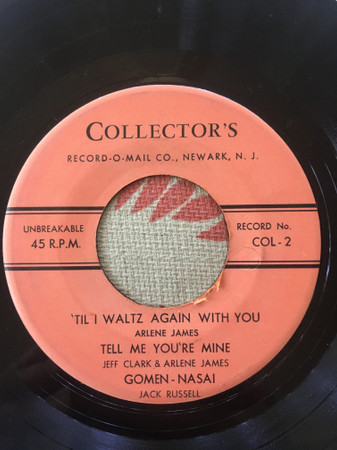 COLLECTOR'S
RECORD-O-MAIL CO., NEWARK, N. J.
UNBREAKABLE
45 R.P.M.
RECORD No.
COL-2
'TIL I WALTZ AGAIN WITH YOU
ARLENE JAMES
TELL ME YOU'RE MINE
JEFF CLARK & ARLENE JAMES
GOMEN-NASAI
JACK RUSSELL